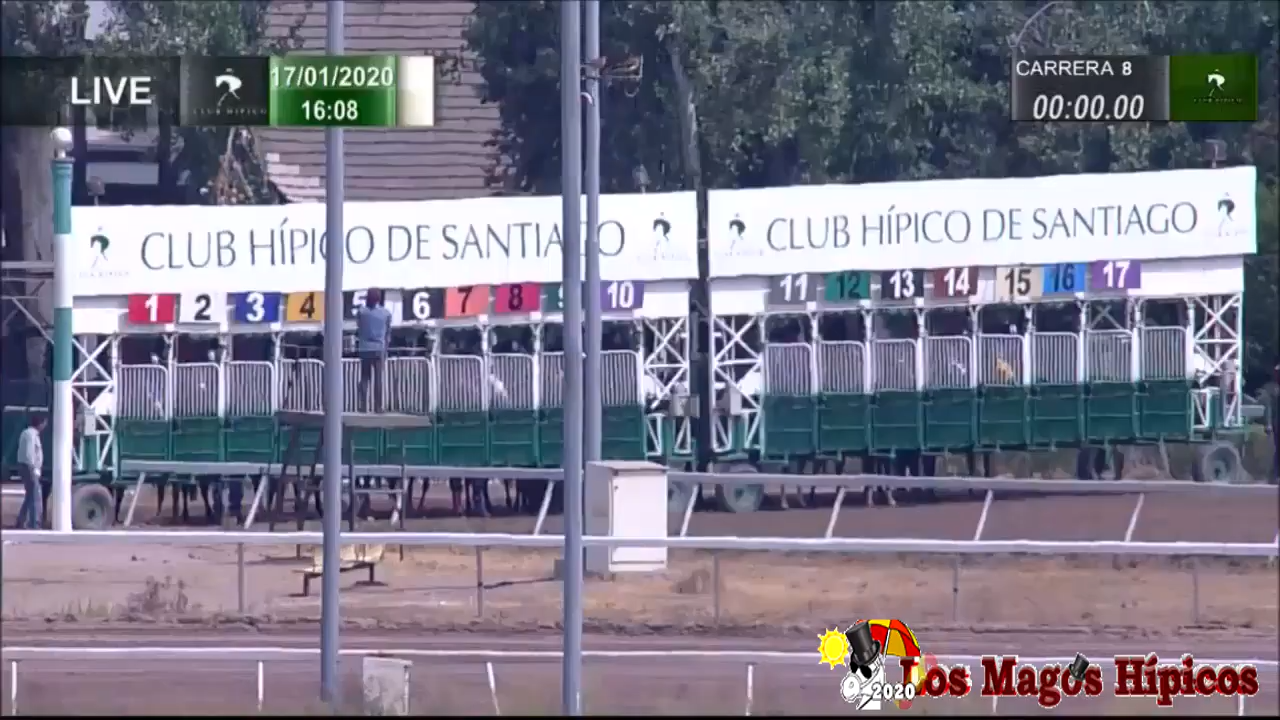 LIVE
CLUB HÍPICO
17/01/2020
16:08
CARRERA 8
00:00.00
CLUB HÍPICO DE SANTIAGO
CLUB HÍPICO DE SANTIAGO
1 2 3 4 5 6 7 8 9 10
11 12 13 14 15 16 17
2020
Los Magos Hípicos